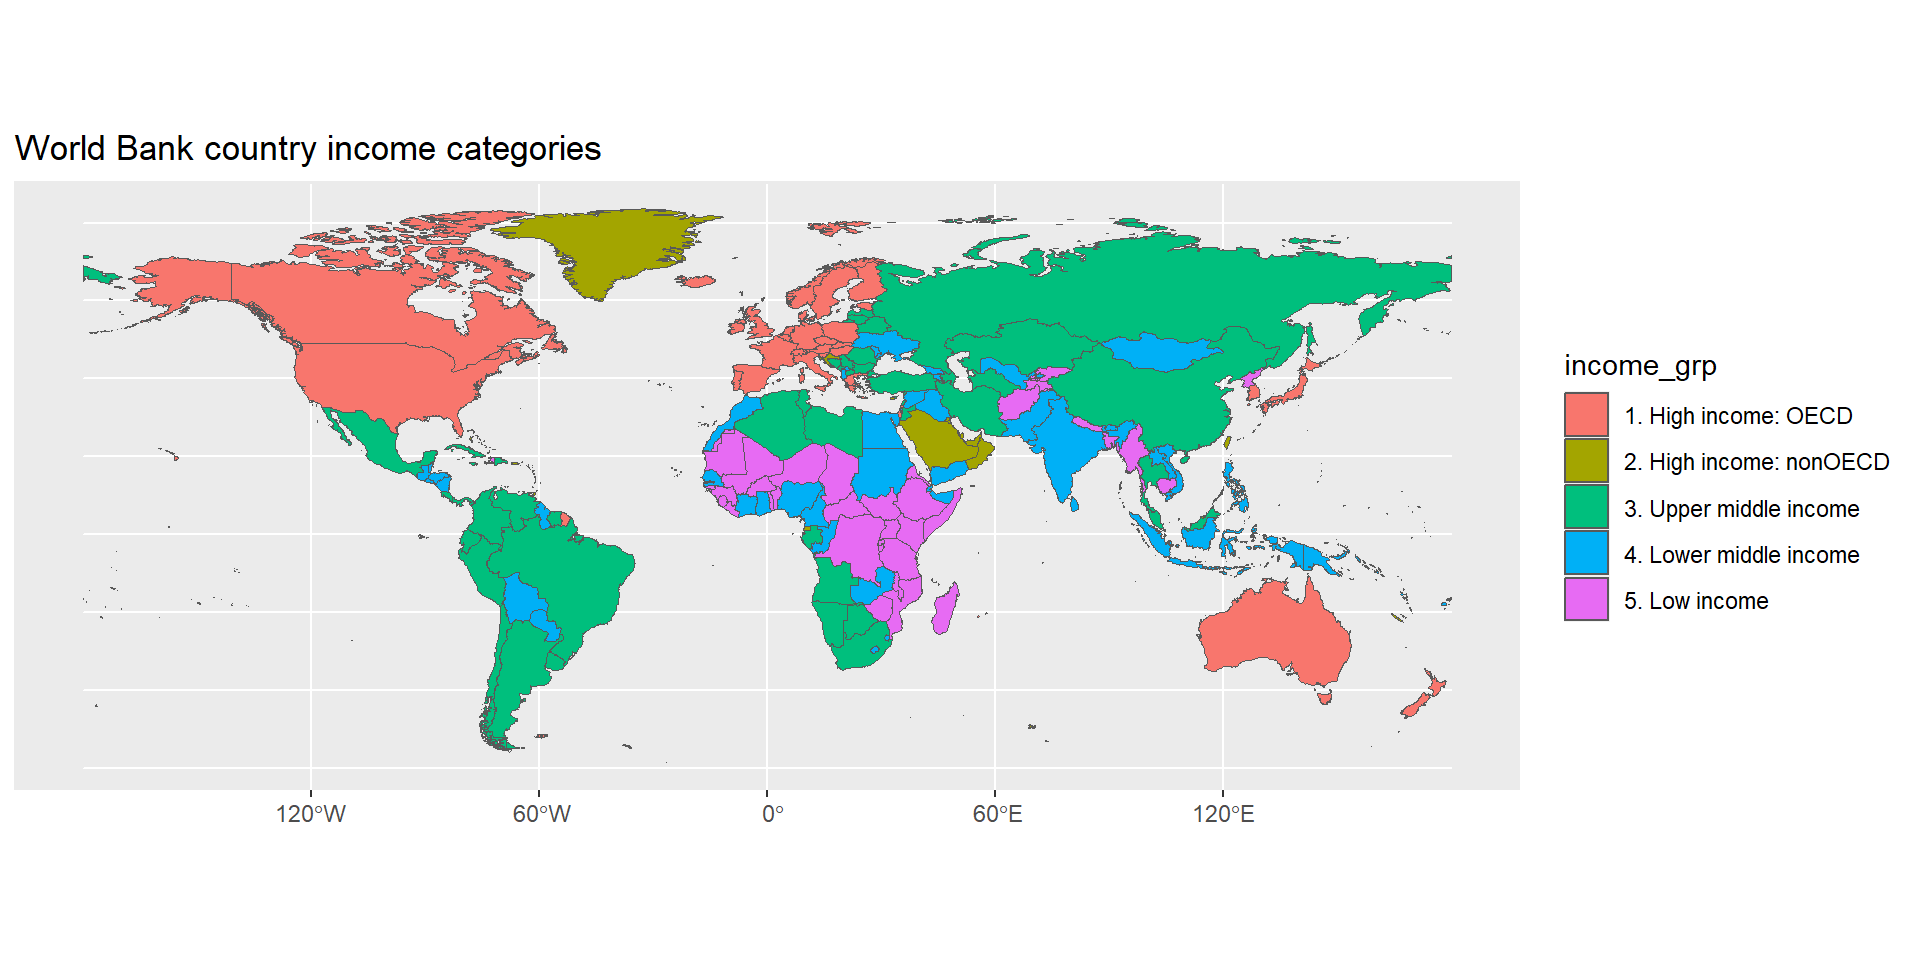 World Bank country income categories
income_grp
1. High income: OECD
2. High income: nonOECD
3. Upper middle income
4. Lower middle income
5. Low income
120°W
60°W
0°
60°E
120°E